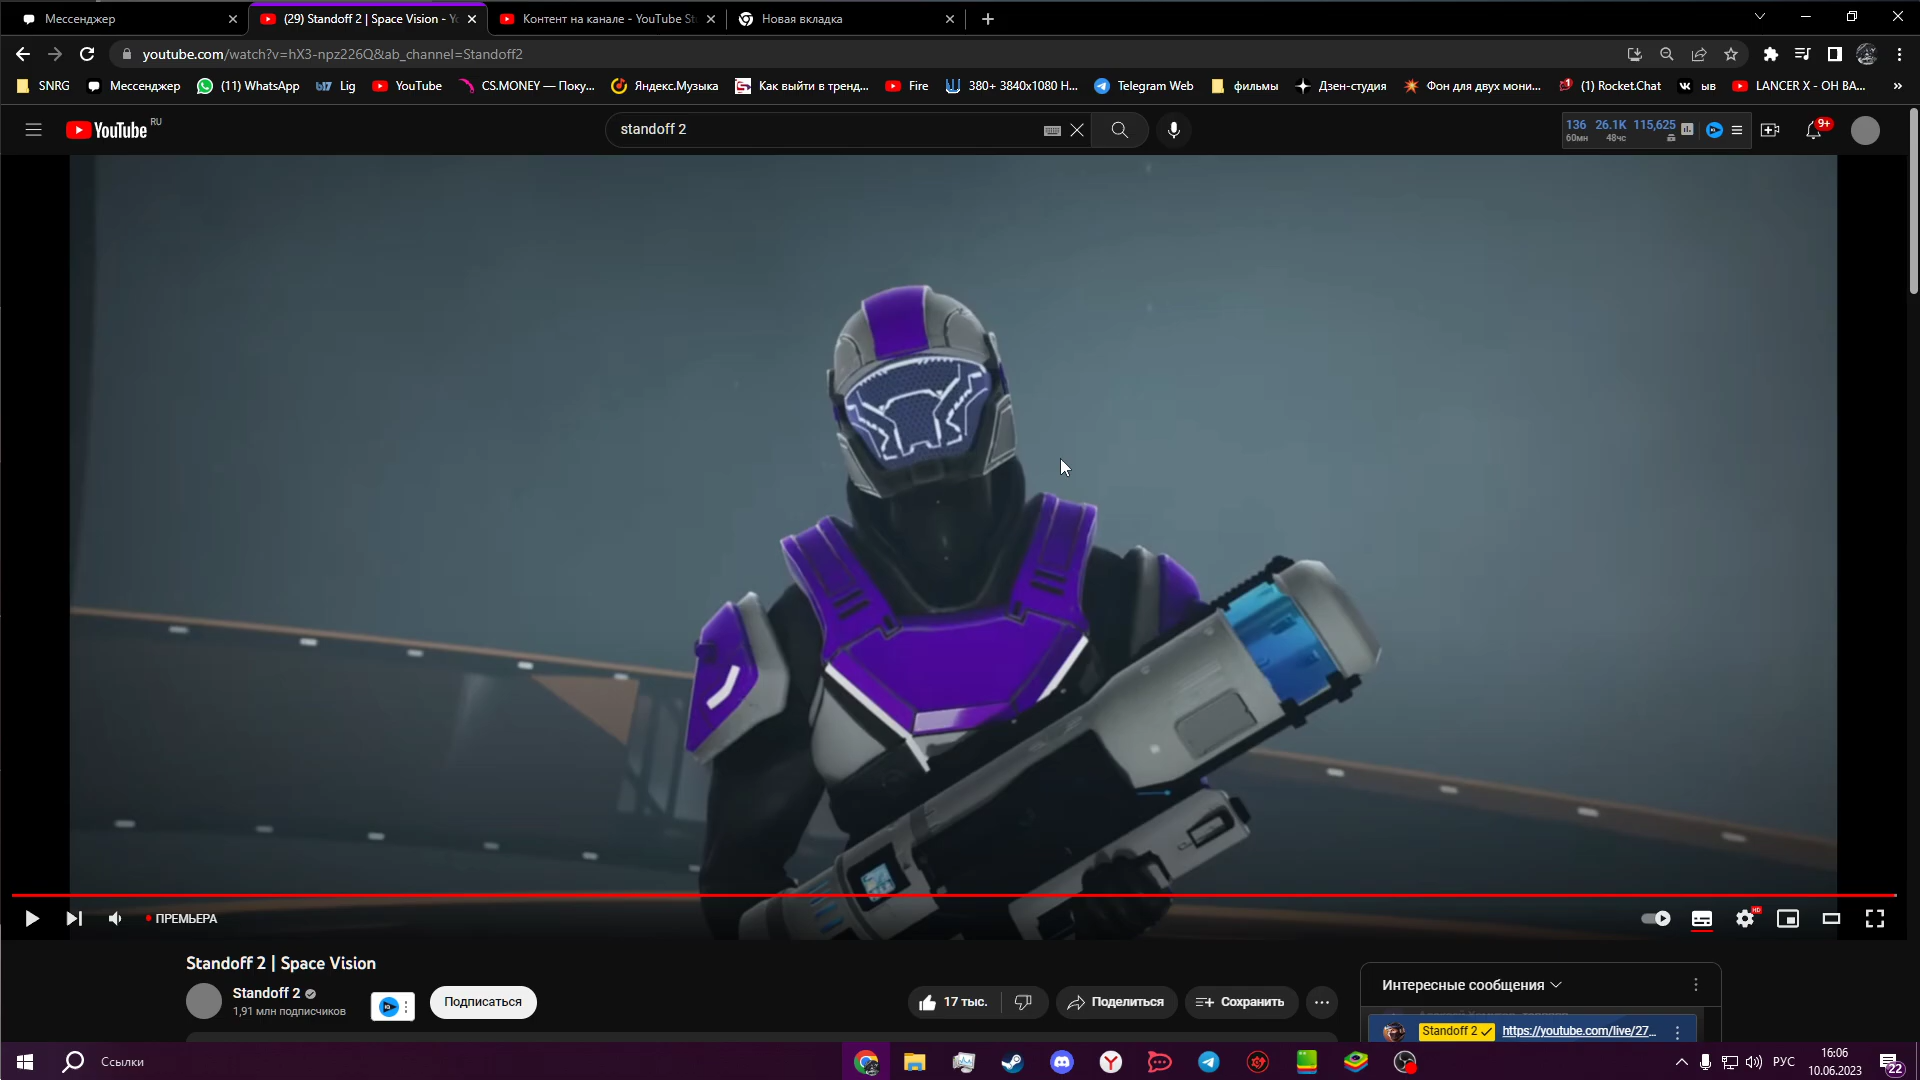 Мессенджер
(29) Standoff 2 | Space Vision - Yo
Контент на канале - YouTube St
Новая вкладка
youtube.com/watch?v=hX3-npz226Q&ab_channel=Standoff2
SNRG
Мессенджер
(11) WhatsApp
Lig
YouTube
CS.MONEY — Поку...
Яндекс.Музыка
Как выйти в тренд...
Fire
380+ 3840x1080 H...
Telegram Web
фильмы
Дзен-студия
Фон для двух мони...
(1) Rocket.Chat
ыв
LANCER X - OH BA...
YouTube RU
standoff 2
136 26.1K 115,625
60мн 48чс
9+
ПРЕМЬЕРА
HD
Standoff 2 | Space Vision
Standoff 2
1,91 млн подписчиков
Подписаться
17 тыс.
Поделиться
Сохранить
Интересные сообщения
Standoff 2
https://youtube.com/live/27...
Ссылки
РУС
16:06
10.06.2023
22